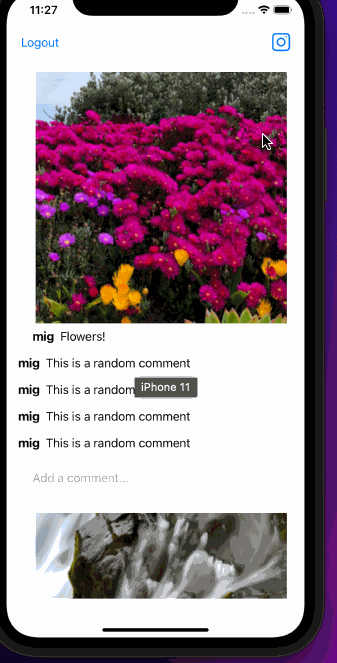 11:27
Logout
mig Flowers!
mig This is a random comment
mig This is a random
iPhone 11
mig This is a random comment
mig This is a random comment
Add a comment...